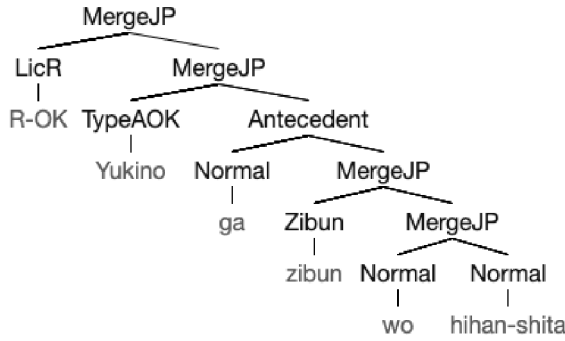 MergeJP
LicR MergeJP
R-OK TypeAOK Antecedent
Yukino Normal MergeJP
ga Zibun MergeJP
zibun Normal Normal
wo hihan-shita